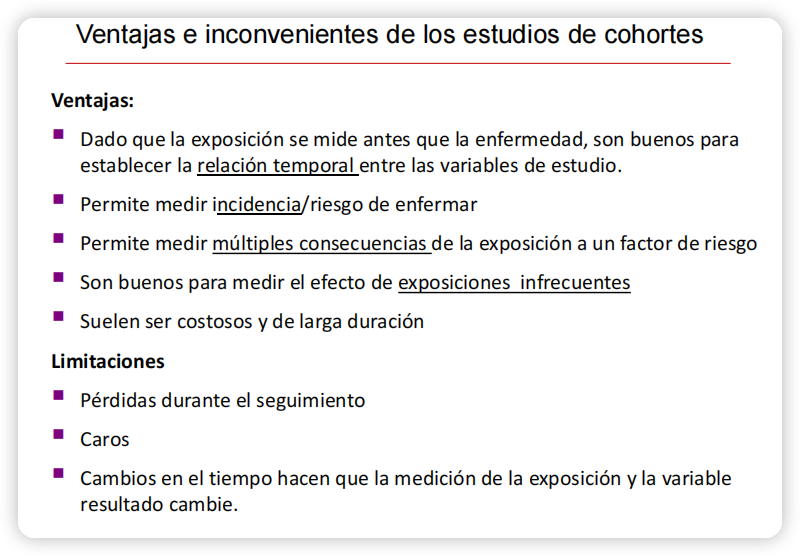 Ventajas e inconvenientes de los estudios de cohortes
Ventajas:
Dado que la exposición se mide antes que la enfermedad, son buenos para
establecer la relación temporal entre las variables de estudio.
Permite medir incidencia/riesgo de enfermar
Permite medir múltiples consecuencias de la exposición a un factor de riesgo
Son buenos para medir el efecto de exposiciones infrecuentes
Suelen ser costosos y de larga duración
Limitaciones
Pérdidas durante el seguimiento
Caros
Cambios en el tiempo hacen que la medición de la exposición y la variable
resultado cambie.